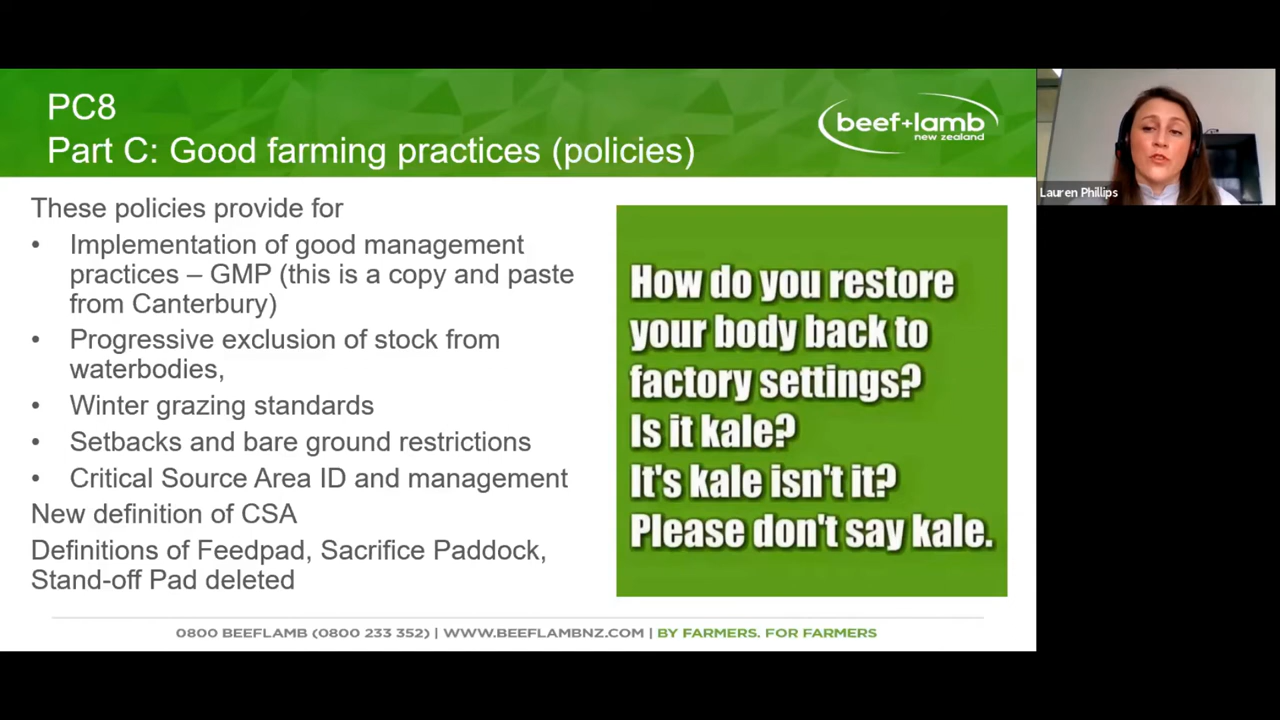 PC8
Part C: Good farming practices (policies)
beef+lamb
new zealand
Lauren Phillips
These policies provide for
• Implementation of good management
practices – GMP (this is a copy and paste
from Canterbury)
• Progressive exclusion of stock from
waterbodies,
• Winter grazing standards
• Setbacks and bare ground restrictions
• Critical Source Area ID and management
New definition of CSA
Definitions of Feedpad, Sacrifice Paddock,
Stand-off Pad deleted
How do you restore
your body back to
factory settings?
Is it kale?
It's kale isn't it?
Please don't say kale.
0800 BEEFLAMB (0800 233 352) | WWW.BEEFLAMBNZ.COM | BY FARMERS. FOR FARMERS